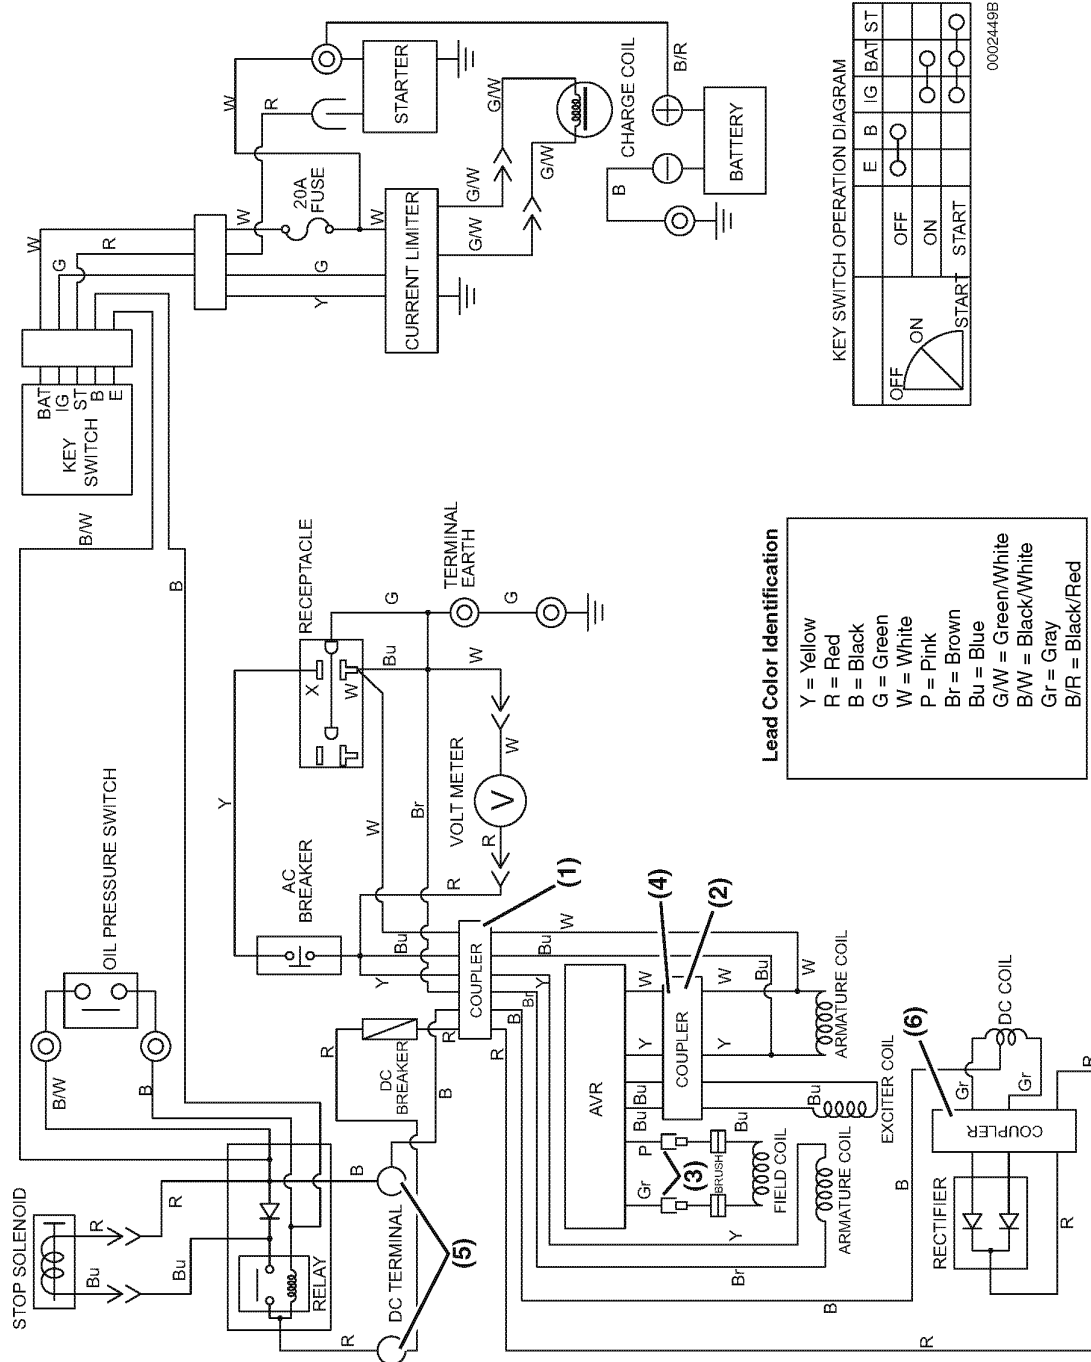 STOP SOLENOID
Bu
R
Bu
R
B/W
B
OIL PRESSURE SWITCH
RELAY
R
B
DC TERMINAL
(5)
R
DC
BREAKER
R
B
B/W
B
KEY
SWITCH
BAT
IG
ST
B
E
W
G
R
W
20A
FUSE
W
R
W
Y
G
CURRENT LIMITER
STARTER
G/W
G/W
G/W
G/W
CHARGE COIL
B/R
B
BATTERY
AC
BREAKER
Y
RECEPTACLE
X
W
Bu
G
TERMINAL
EARTH
G
W
W
Br
VOLT METER
V
R
W
R
Bu
Y
COUPLER
(1)
R
B
Br
Y
Bu
W
AVR
Gr
P
Bu
Bu
Y
W
(3)
BRUSH
Bu
FIELD COIL
COUPLER
(4)
(2)
Y
W
Bu
W
ARMATURE COIL
Bu
EXCITER COIL
Y
Br
ARMATURE COIL
B
B
R
RECTIFIER
COUPLER
(6)
Gr
Gr
DC COIL
R
R
Lead Color Identification
Y = Yellow
R = Red
B = Black
G = Green
W = White
P = Pink
Br = Brown
Bu = Blue
G/W = Green/White
B/W = Black/White
Gr = Gray
B/R = Black/Red
KEY SWITCH OPERATION DIAGRAM
E B IG BAT ST
OFF
ON
START
OFF
ON
START
0002449B